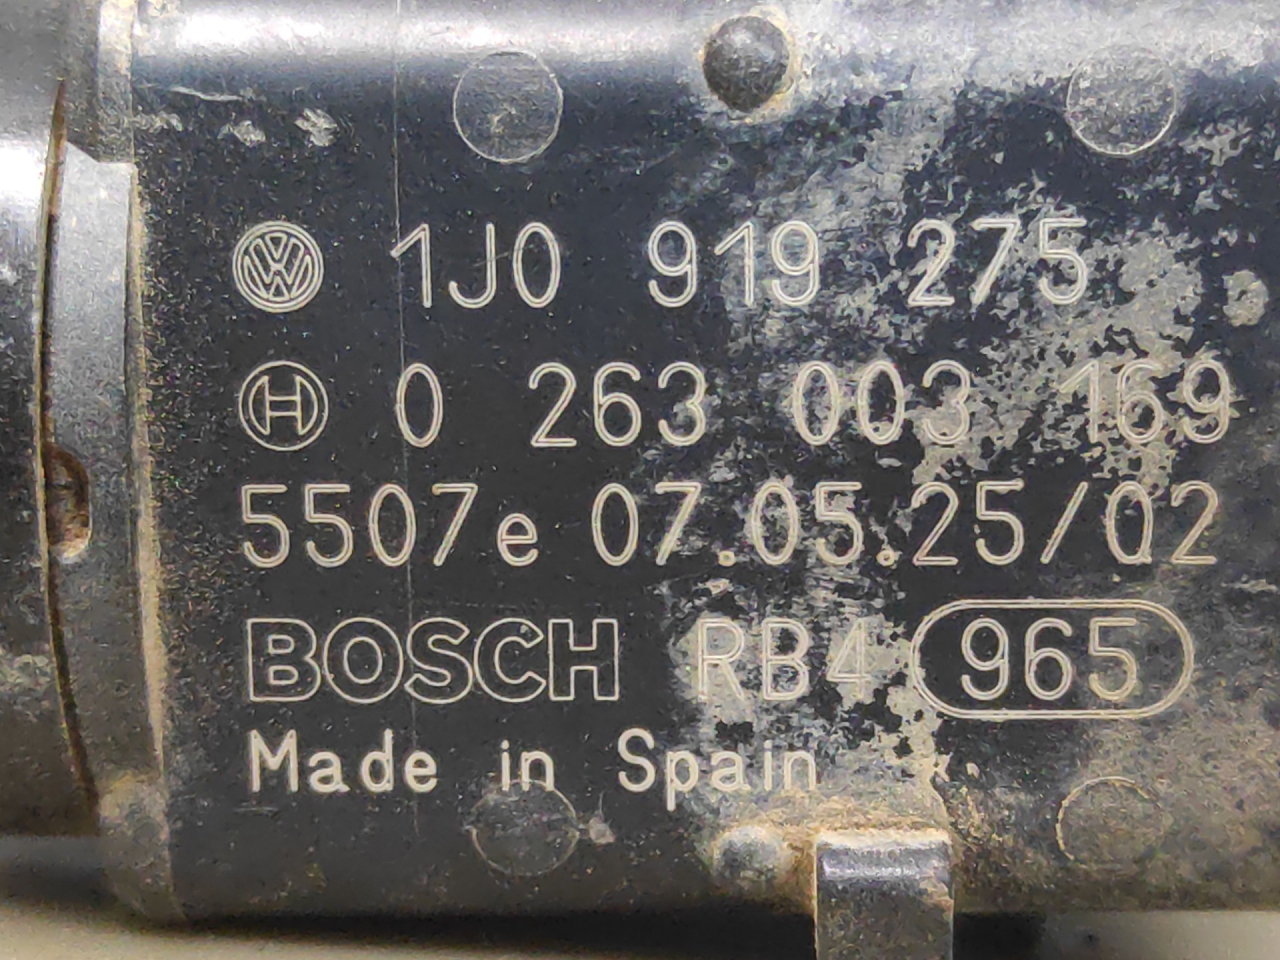 1J0 919 275
0 263 003 169
5507e 07.05.25/02
BOSCH RB4 965
Made in Spain